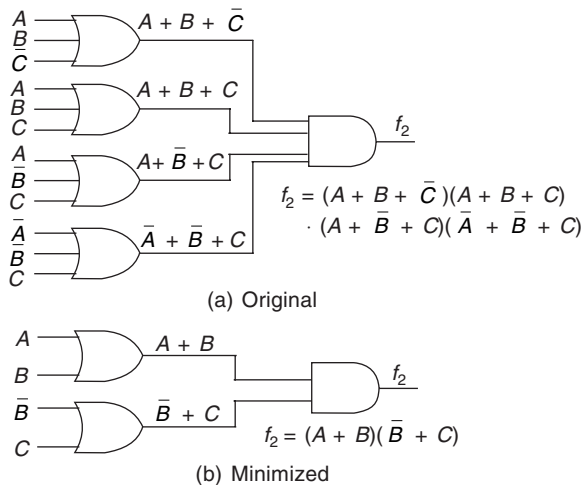 A
B
C̄
A + B + C̄
A
B
C
A + B + C
A
B̄
C
A + B̄ + C
Ā
B̄
C
Ā + B̄ + C
f₂
f₂ = (A + B + C̄)(A + B + C)
· (A + B̄ + C)(Ā + B̄ + C)
(a) Original
A
B
A + B
B̄
C
B̄ + C
f₂
f₂ = (A + B)(B̄ + C)
(b) Minimized